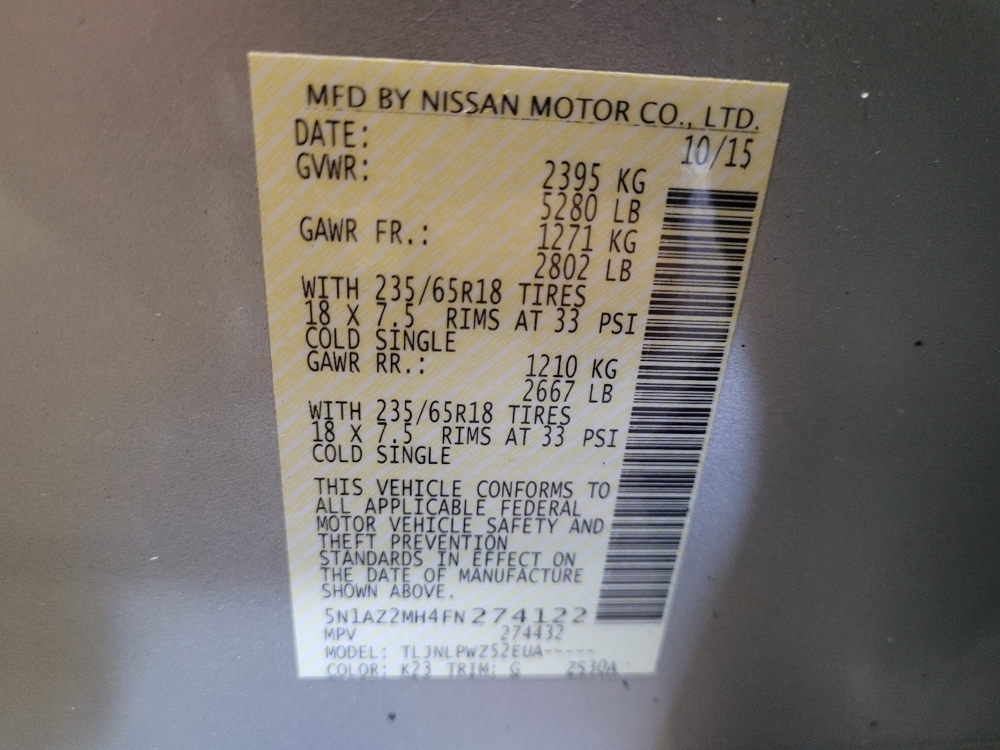 MFD BY NISSAN MOTOR CO., LTD.
DATE: 10/15
GVWR: 2395 KG
5280 LB
GAWR FR.: 1271 KG
2802 LB
WITH 235/65R18 TIRES
18 X 7.5 RIMS AT 33 PSI
COLD SINGLE
GAWR RR.: 1210 KG
2667 LB
WITH 235/65R18 TIRES
18 X 7.5 RIMS AT 33 PSI
COLD SINGLE
THIS VEHICLE CONFORMS TO
ALL APPLICABLE FEDERAL
MOTOR VEHICLE SAFETY AND
THEFT PREVENTION
STANDARDS IN EFFECT ON
THE DATE OF MANUFACTURE
SHOWN ABOVE.
5N1AZ2MH4FN274122
MPV 274432
MODEL: TLJNLPWZ52EUA-----
COLOR: K23 TRIM: G ZS30A